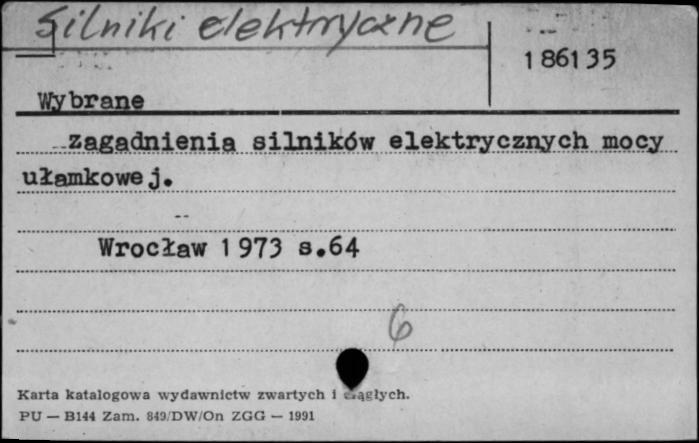 Silniki elektryczne
186135
Wybrane
zagadnienia silników elektrycznych mocy
ułamkowej.
--
Wrocław 1973 s.64
6
Karta katalogowa wydawnictw zwartych i ciągłych.
PU — B144 Zam. 849/DW/On ZGG — 1991